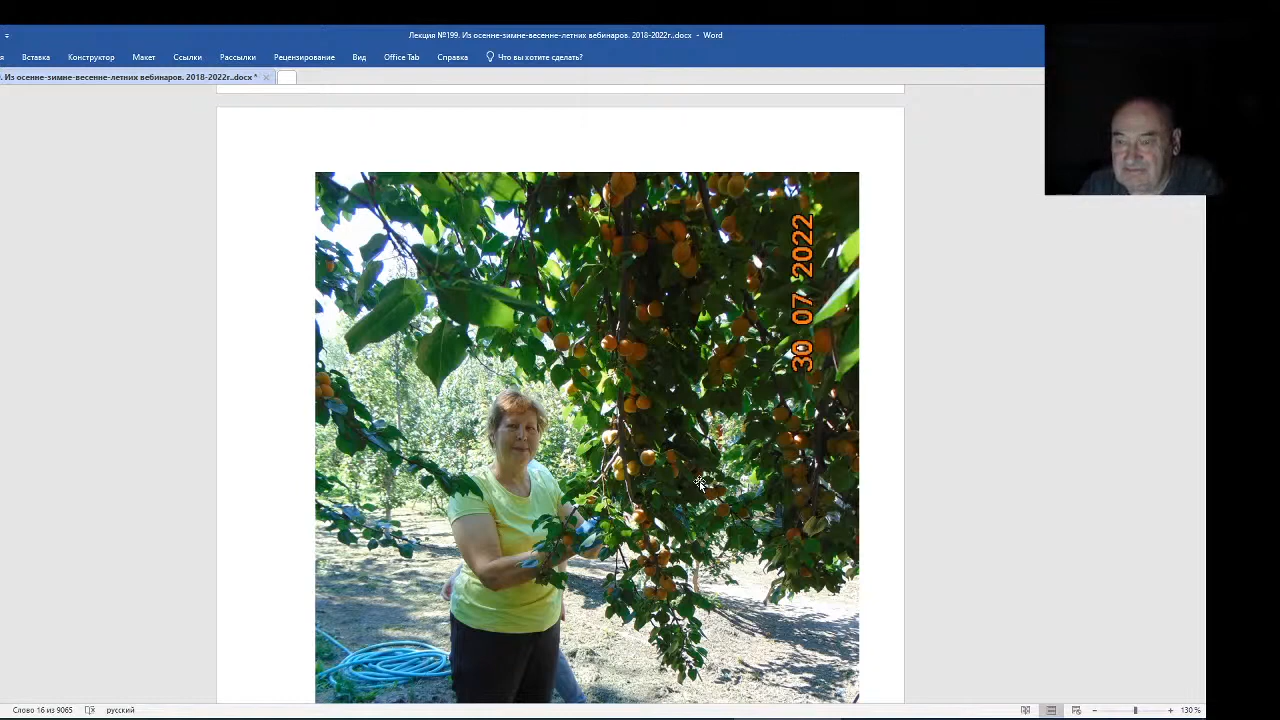 Лекция №199. Из осенне-зимне-весенне-летних вебинаров. 2018-2022г..docx - Word
Вставка Конструктор Макет Ссылки Рассылки Рецензирование Вид Office Tab Справка Что вы хотите сделать?
. Из осенне-зимне-весенне-летних вебинаров. 2018-2022г..docx *
30 07 2022
Слово 16 из 9065 русский 130 %